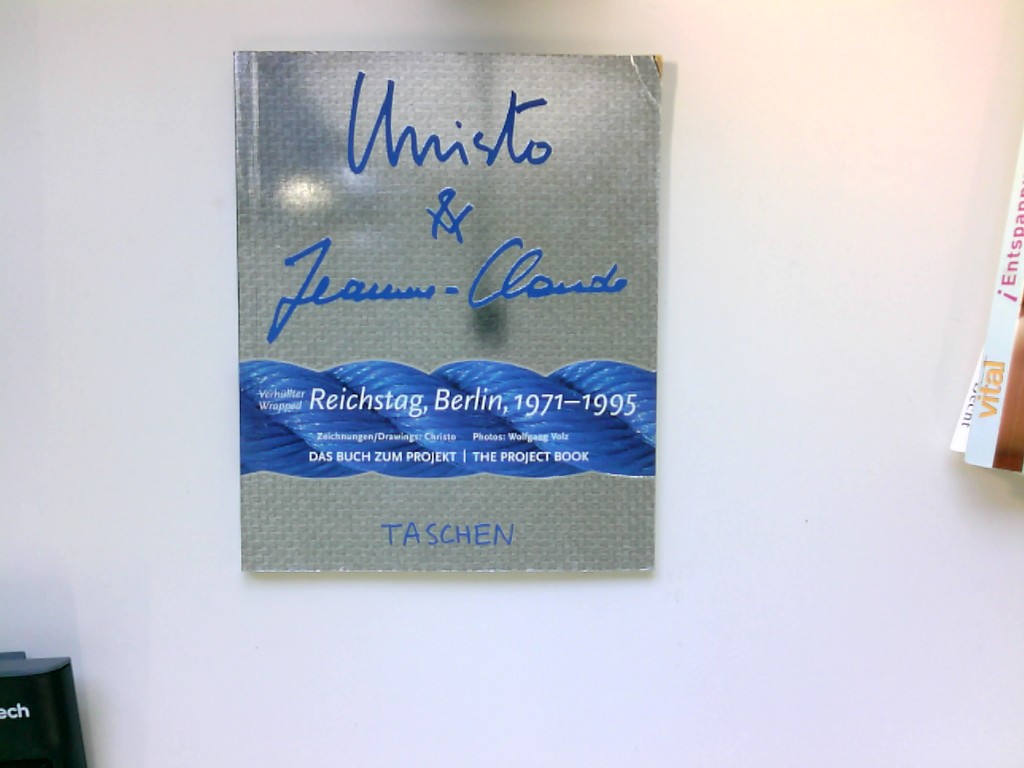 Christo
&
Jeanne-Claude
Verhüllter
Wrapped
Reichstag, Berlin, 1971–1995
Zeichnungen/Drawings: Christo Photos: Wolfgang Volz
DAS BUCH ZUM PROJEKT | THE PROJECT BOOK
TASCHEN
vital
ech